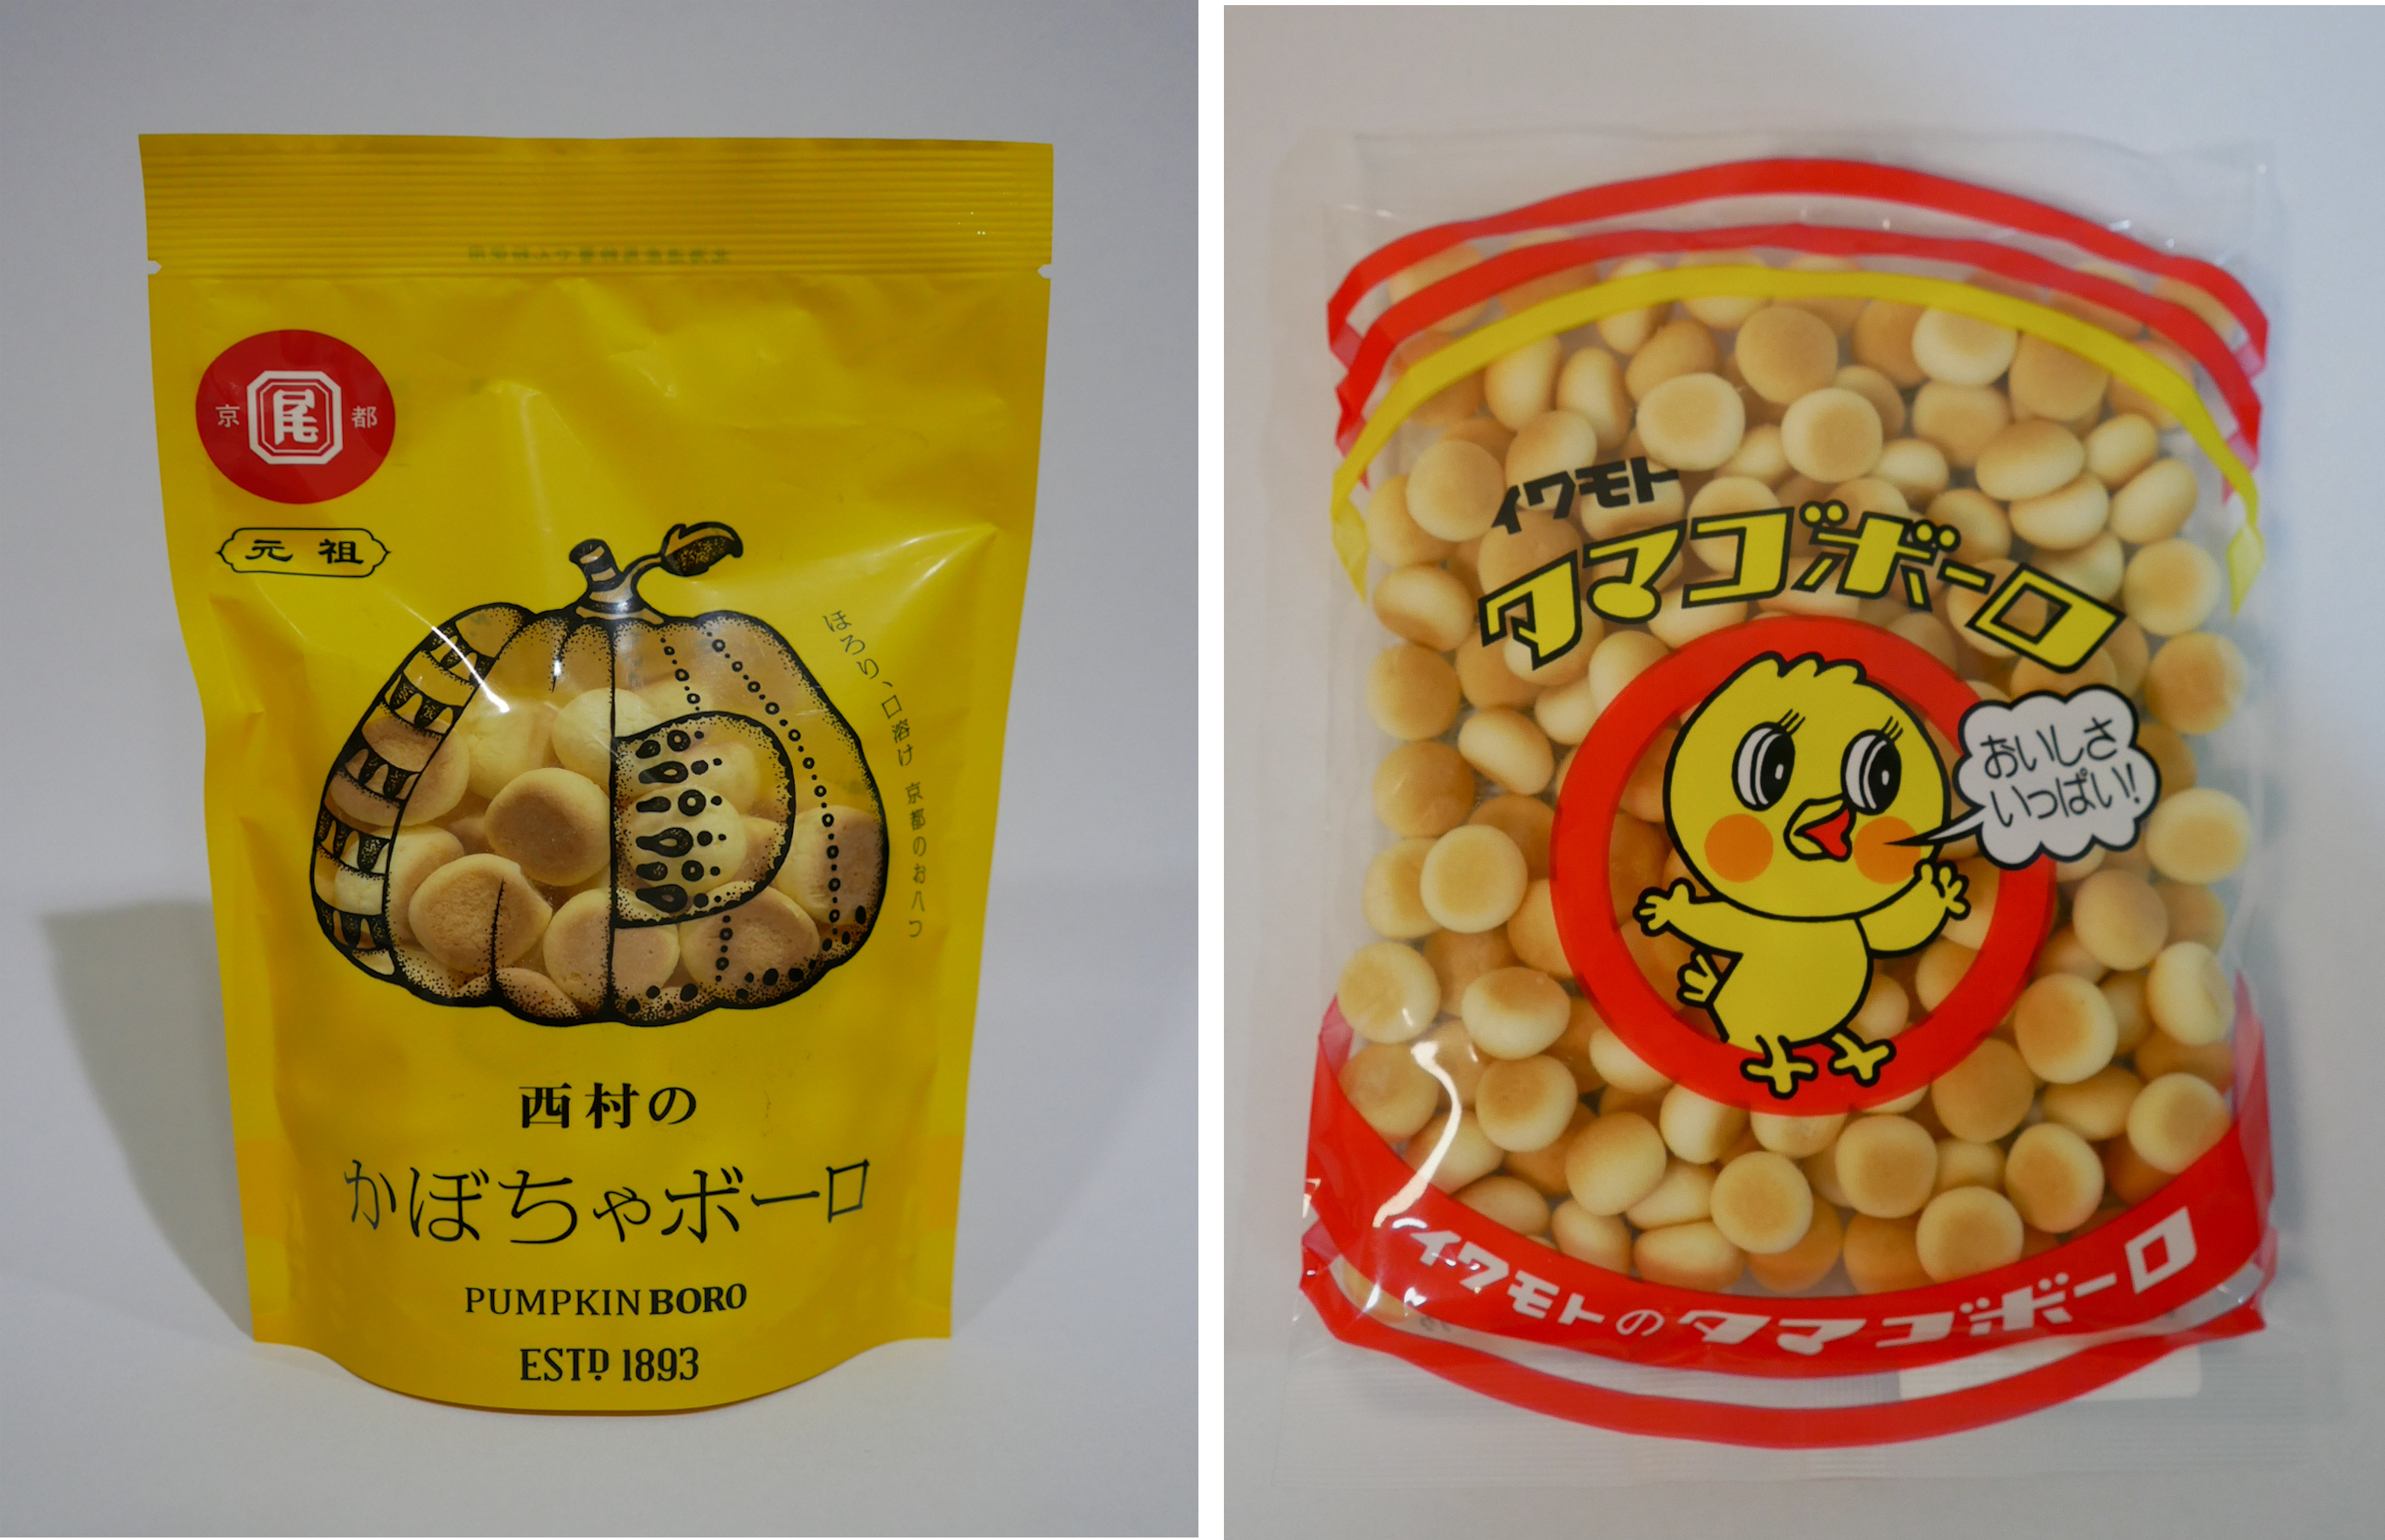 京 尾 都
元祖
ほろい、口溶け 京都のお八つ
西村の
かぼちゃボーロ
PUMPKIN BORO
ESTD 1893
イワモト
タマゴボーロ
おいしさ
いっぱい!
イワモトのタマゴボーロ